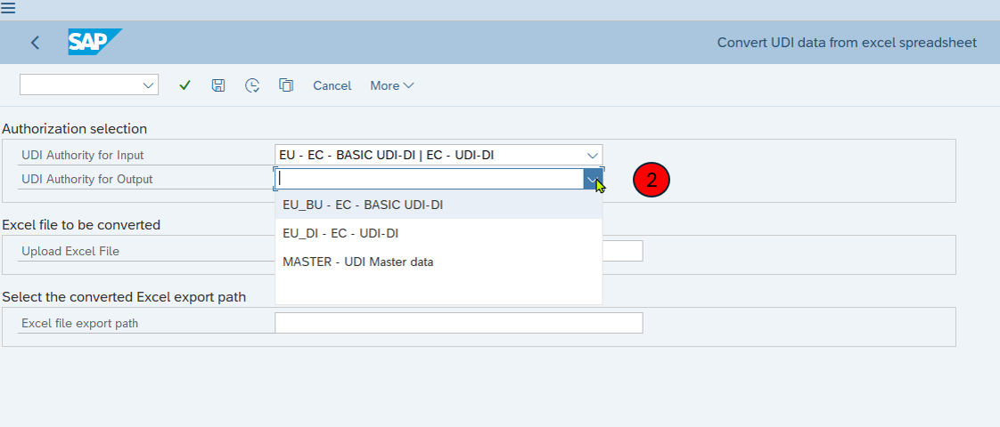 SAP
Convert UDI data from excel spreadsheet
Cancel More
Authorization selection
UDI Authority for Input EU - EC - BASIC UDI-DI | EC - UDI-DI
UDI Authority for Output 2
EU_BU - EC - BASIC UDI-DI
EU_DI - EC - UDI-DI
MASTER - UDI Master data
Excel file to be converted
Upload Excel File
Select the converted Excel export path
Excel file export path